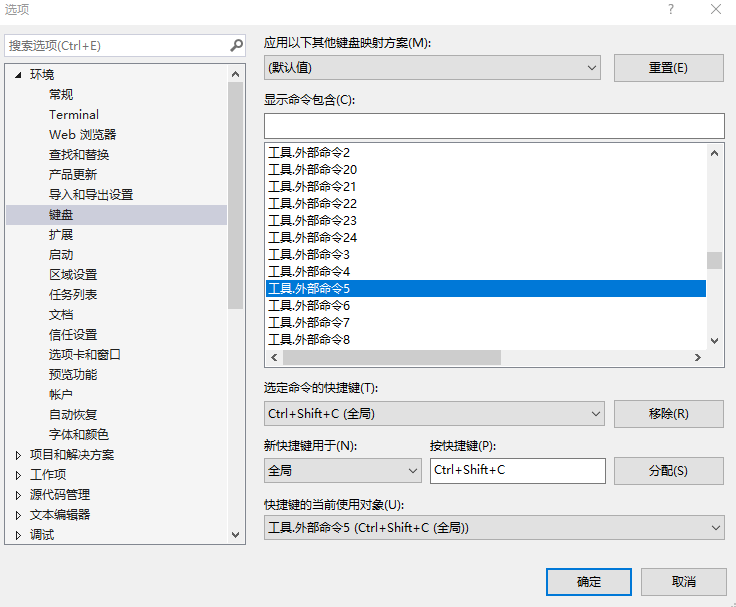 选项
搜索选项(Ctrl+E)
环境
常规
Terminal
Web 浏览器
查找和替换
产品更新
导入和导出设置
键盘
扩展
启动
区域设置
任务列表
文档
信任设置
选项卡和窗口
预览功能
帐户
自动恢复
字体和颜色
项目和解决方案
工作项
源代码管理
文本编辑器
调试
应用以下其他键盘映射方案(M):
(默认值)
重置(E)
显示命令包含(C):
工具.外部命令2
工具.外部命令20
工具.外部命令21
工具.外部命令22
工具.外部命令23
工具.外部命令24
工具.外部命令3
工具.外部命令4
工具.外部命令5
工具.外部命令6
工具.外部命令7
工具.外部命令8
选定命令的快捷键(T):
Ctrl+Shift+C (全局)
移除(R)
新快捷键用于(N):
按快捷键(P):
全局
Ctrl+Shift+C
分配(S)
快捷键的当前使用对象(U):
工具.外部命令5 (Ctrl+Shift+C (全局))
确定
取消